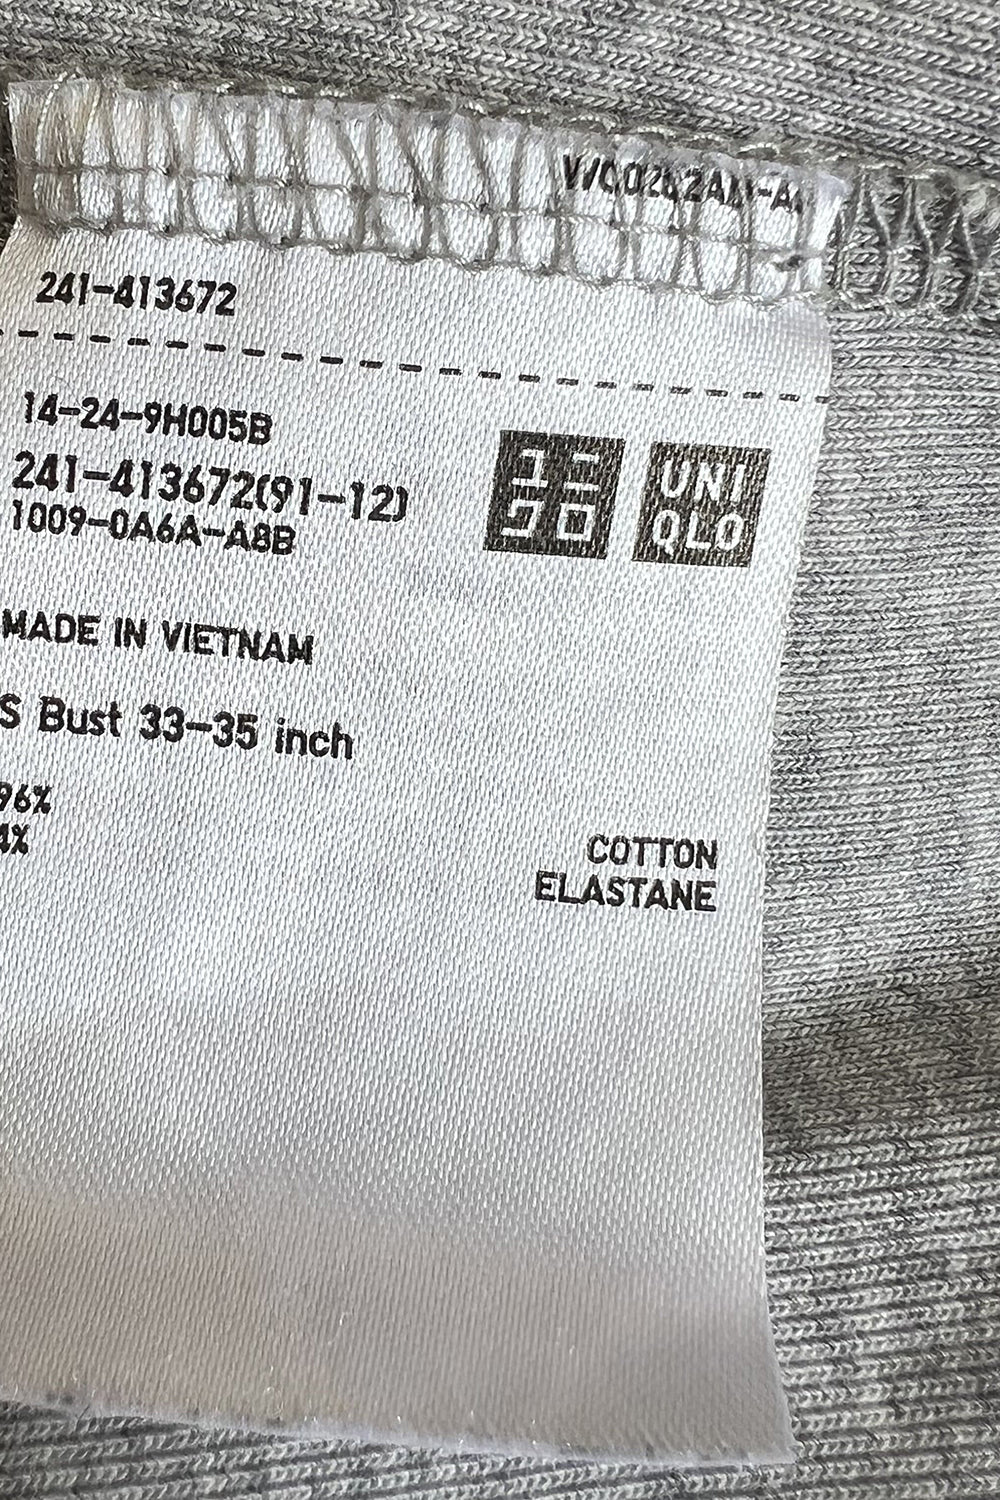 241-413672
14-24-9H005B
241-413672(91-12)
1009-0A6A-A8B
ユニ
クロ
UNI
QLO
MADE IN VIETNAM
S Bust 33-35 inch
96% COTTON
4% ELASTANE